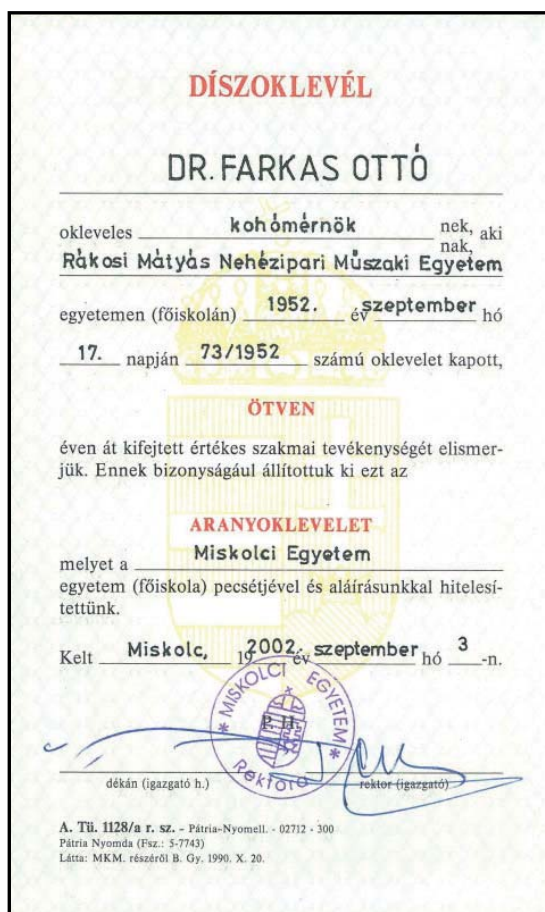 DÍSZOKLEVÉL
DR. FARKAS OTTÓ
okleveles kohómérnök nek, nak, aki
Rákosi Mátyás Nehézipari Műszaki Egyetem
egyetemen (főiskolán) 1952. év szeptember hó
17. napján 73/1952 számú oklevelet kapott,
ÖTVEN
éven át kifejtett értékes szakmai tevékenységét elismer-
jük. Ennek bizonyságául állítottuk ki ezt az
ARANYOKLEVELET
melyet a Miskolci Egyetem
egyetem (főiskola) pecsétjével és aláírásunkkal hitelesí-
tettünk.
Kelt Miskolc, 19 2002. év szeptember hó 3 -n.
* MISKOLCI EGYETEM *
P. H.
Rektora
dékán (igazgató h.) rektor (igazgató)
A. Tü. 1128/a r. sz. - Pátria-Nyomell. - 02712 - 300
Pátria Nyomda (Fsz.: 5-7743)
Látta: MKM. részéről B. Gy. 1990. X. 20.